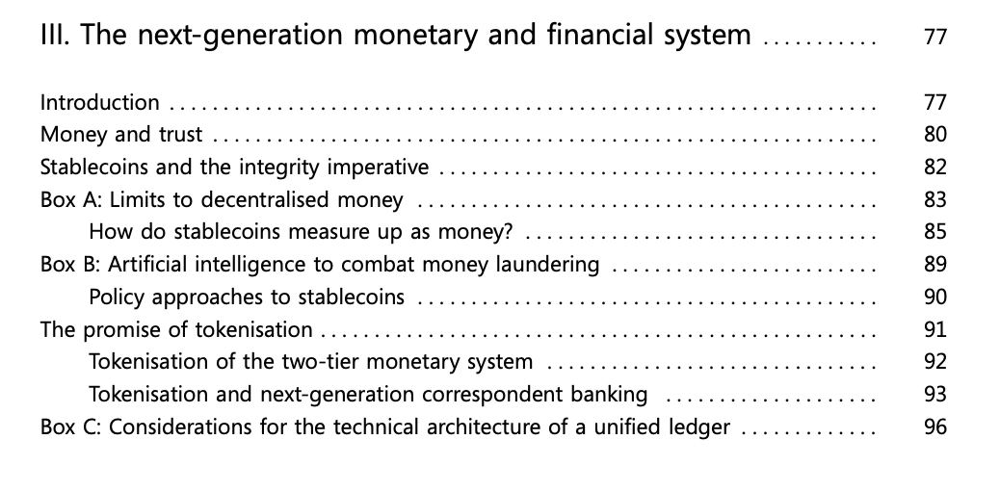 III. The next-generation monetary and financial system ........... 77
Introduction .................................................................. 77
Money and trust .............................................................. 80
Stablecoins and the integrity imperative ......................................... 82
Box A: Limits to decentralised money ........................................... 83
How do stablecoins measure up as money? ................................. 85
Box B: Artificial intelligence to combat money laundering ......................... 89
Policy approaches to stablecoins ........................................... 90
The promise of tokenisation .................................................... 91
Tokenisation of the two-tier monetary system ............................... 92
Tokenisation and next-generation correspondent banking .................... 93
Box C: Considerations for the technical architecture of a unified ledger ............. 96